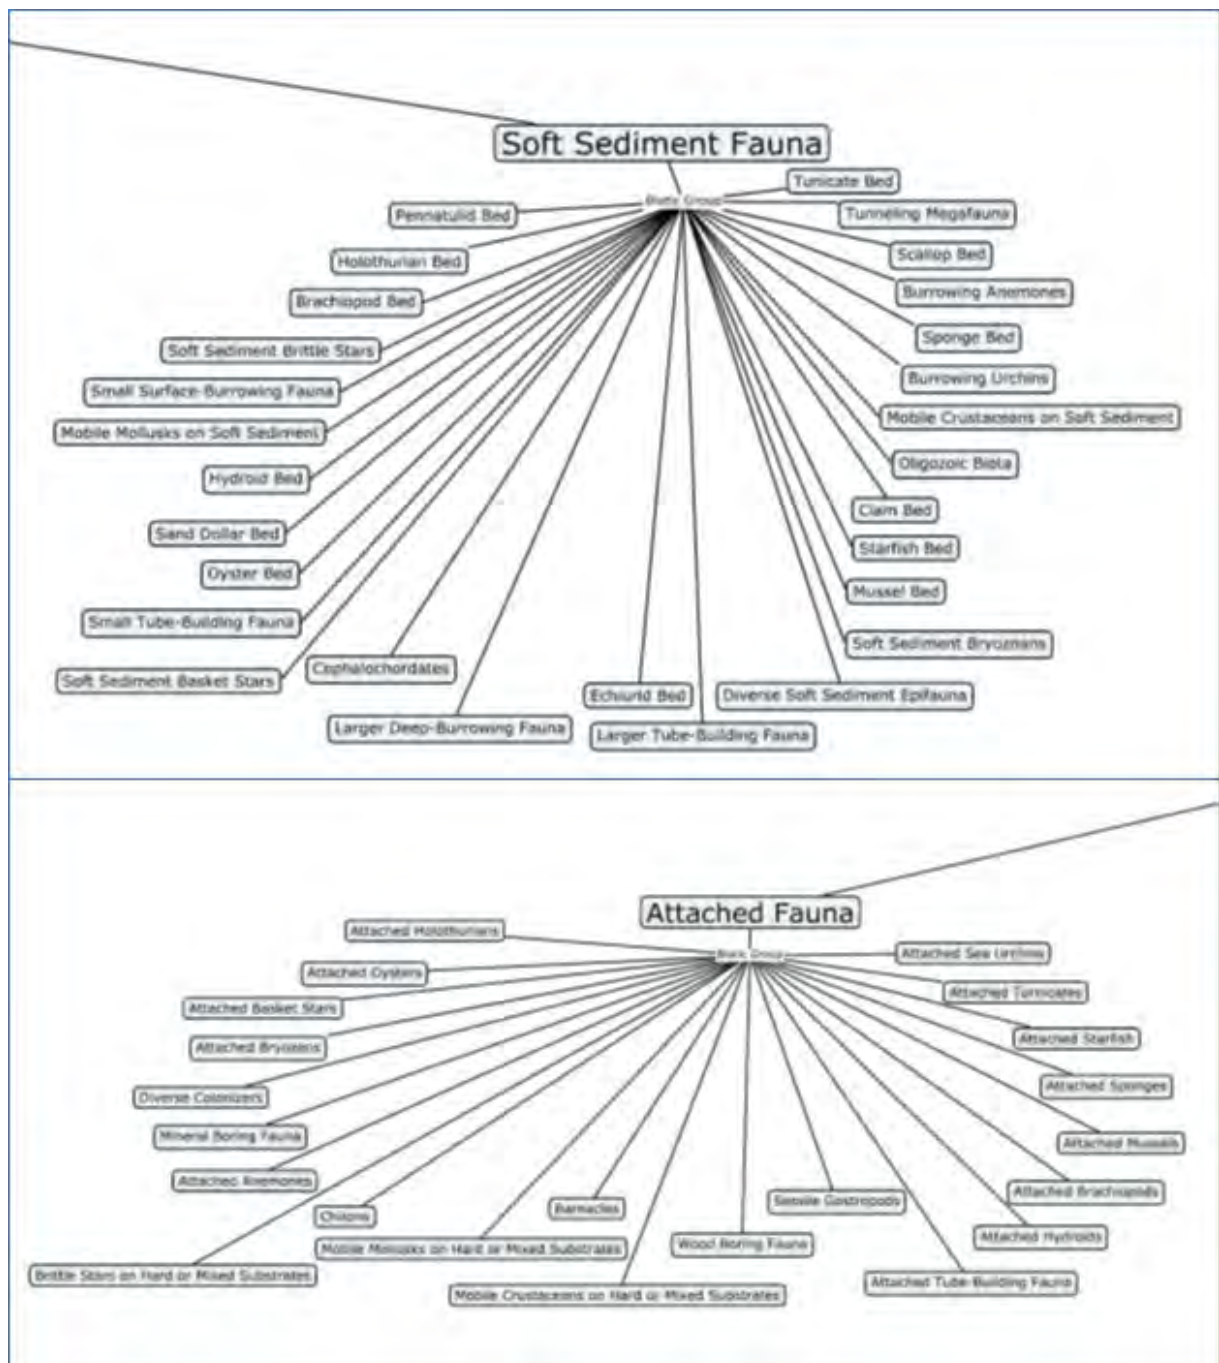 Soft Sediment Fauna
Biotic Group
Tunicate Bed
Pennatulid Bed
Tunneling Megafauna
Holothurian Bed
Scallop Bed
Brachiopod Bed
Burrowing Anemones
Sponge Bed
Soft Sediment Brittle Stars
Burrowing Urchins
Small Surface-Burrowing Fauna
Mobile Crustaceans on Soft Sediment
Mobile Mollusks on Soft Sediment
Oligozoic Biota
Hydroid Bed
Clam Bed
Sand Dollar Bed
Starfish Bed
Oyster Bed
Mussel Bed
Small Tube-Building Fauna
Soft Sediment Bryozoans
Cephalochordates
Soft Sediment Basket Stars
Echiurid Bed
Diverse Soft Sediment Epifauna
Larger Deep-Burrowing Fauna
Larger Tube-Building Fauna
Attached Fauna
Biotic Group
Attached Holothurians
Attached Sea Urchins
Attached Oysters
Attached Tunicates
Attached Basket Stars
Attached Starfish
Attached Bryozoans
Attached Sponges
Diverse Colonizers
Mineral Boring Fauna
Attached Mussels
Attached Anemones
Attached Brachiopods
Sessile Gastropods
Barnacles
Chitons
Attached Hydroids
Wood Boring Fauna
Mobile Mollusks on Hard or Mixed Substrates
Brittle Stars on Hard or Mixed Substrates
Attached Tube-Building Fauna
Mobile Crustaceans on Hard or Mixed Substrates